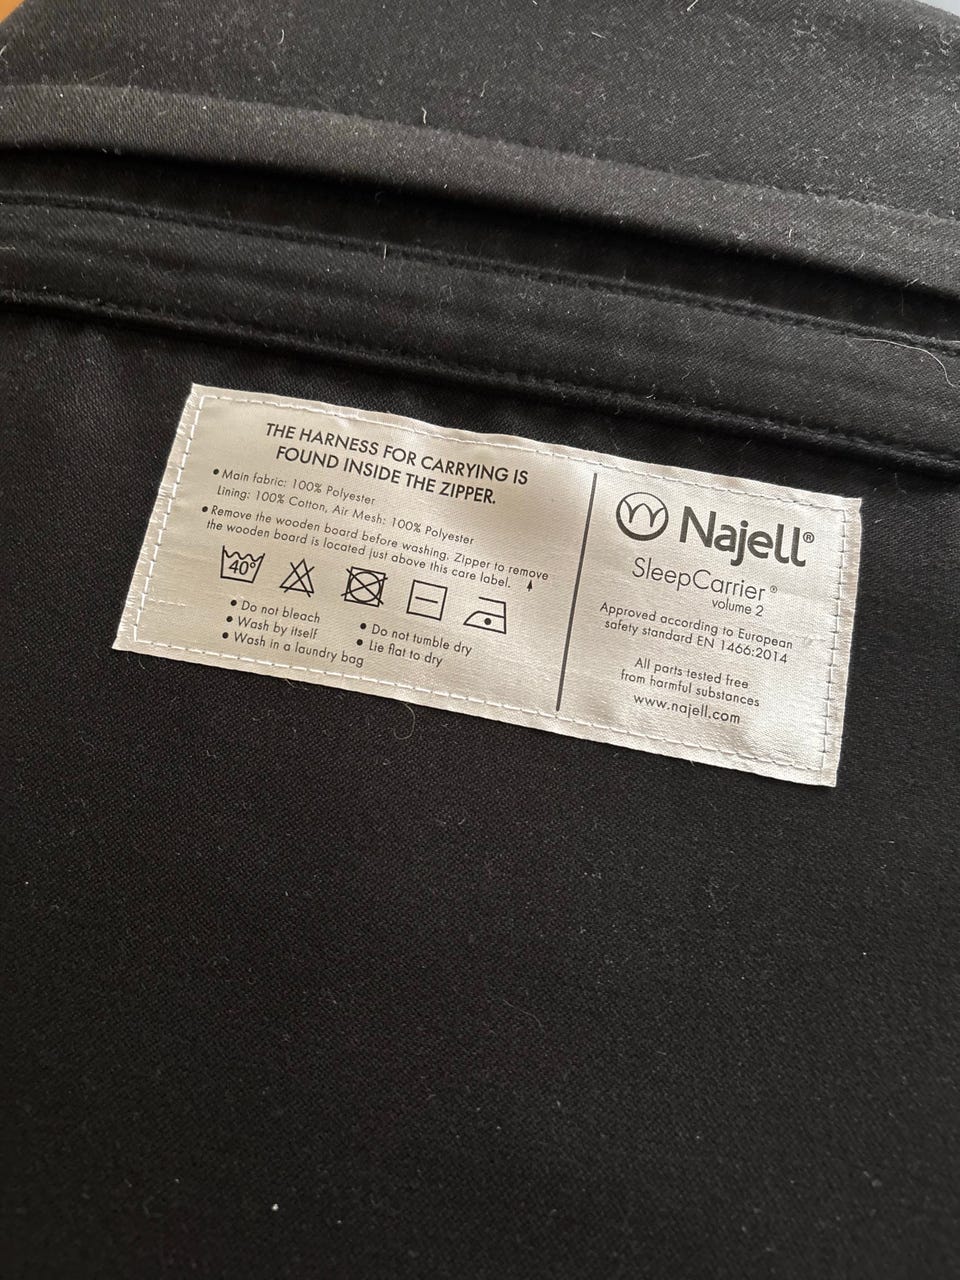 THE HARNESS FOR CARRYING IS
FOUND INSIDE THE ZIPPER.
• Main fabric: 100% Polyester
Lining: 100% Cotton, Air Mesh: 100% Polyester
• Remove the wooden board before washing. Zipper to remove
the wooden board is located just above this care label.
40°
• Do not bleach
• Wash by itself
• Wash in a laundry bag
• Do not tumble dry
• Lie flat to dry
Najell®
SleepCarrier®
volume 2
Approved according to European
safety standard EN 1466:2014
All parts tested free
from harmful substances
www.najell.com